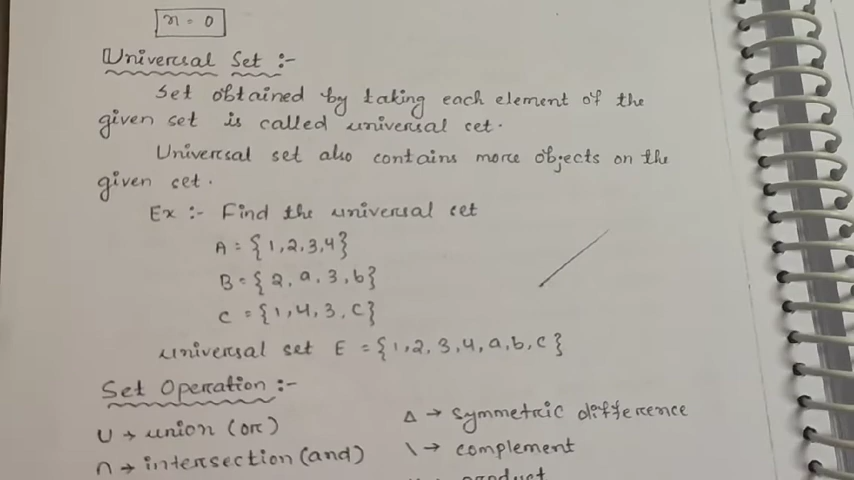 n = 0
Universal Set :-
Set obtained by taking each element of the
given set is called universal set.
Universal set also contains more objects on the
given set.
Ex :- Find the universal set
A = {1,2,3,4}
B = {2, a, 3, b}
C = {1, 4, 3, C}
universal set E = {1, 2, 3, 4, a, b, c}
Set Operation :-
∪ → union (or)
∆ → Symmetric difference
∩ → intersection (and)
\ → complement
product